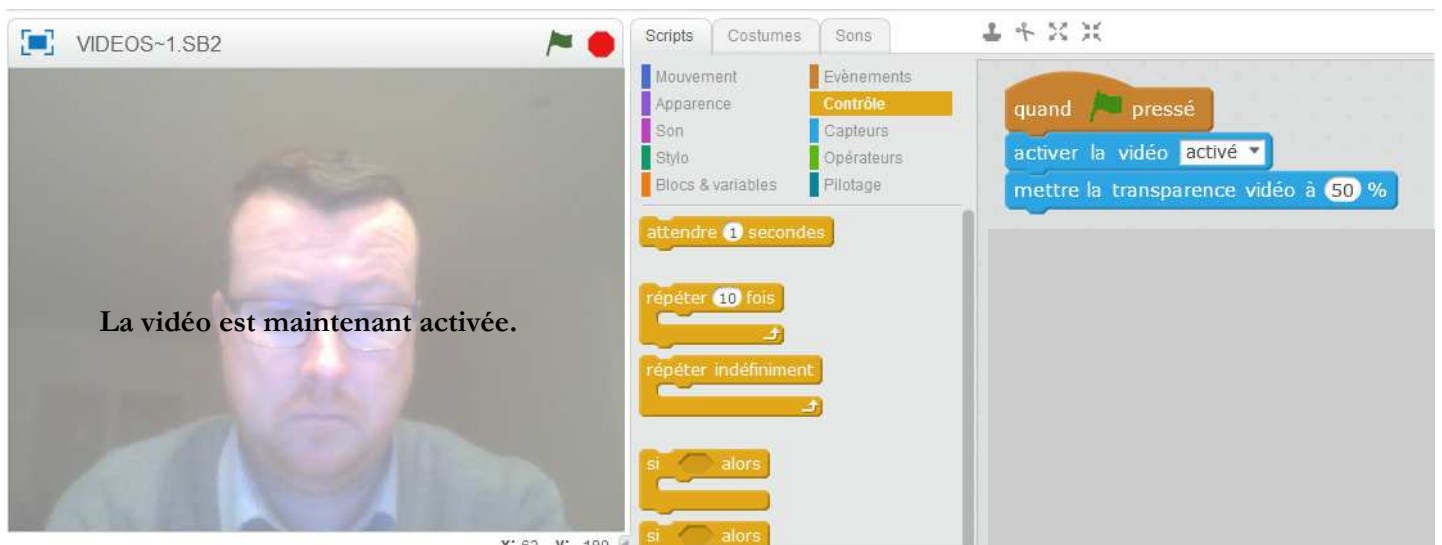 VIDEOS~1.SB2
Scripts Costumes Sons
Mouvement Evènements
Apparence Contrôle
Son Capteurs
Stylo Opérateurs
Blocs & variables Pilotage
attendre 1 secondes
répéter 10 fois
répéter indéfiniment
si alors
si alors
quand pressé
activer la vidéo activé
mettre la transparence vidéo à 50 %
La vidéo est maintenant activée.